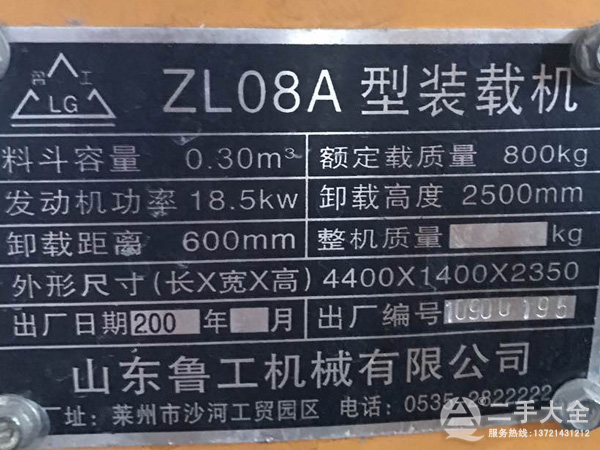 鲁 工 LG ZL08A 型装载机
料斗容量 0.30m³ 额定载质量 800kg
发动机功率 18.5kw 卸载高度 2500mm
卸载距离 600mm 整机质量 kg
外形尺寸(长X宽X高) 4400X1400X2350
出厂日期 200 年 月 出厂编号
山东鲁工机械有限公司
址: 莱州市沙河工贸园区 电话: 0535-2822222
二手大全
服务热线: 13721431212